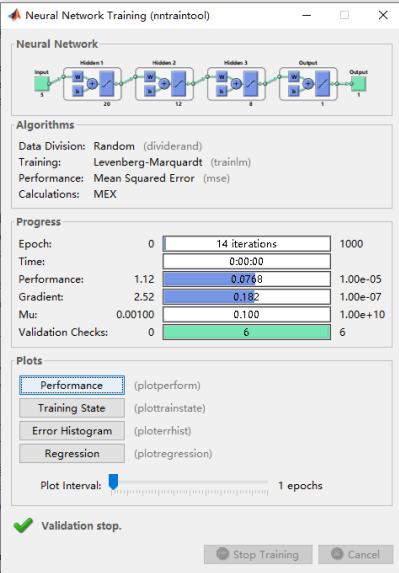 Neural Network Training (nntraintool)
Neural Network
Hidden 1 Hidden 2 Hidden 3 Output
Input Output
W W W W
b b b b
5 1
20 12 8 1
Algorithms
Data Division: Random (dividerand)
Training: Levenberg-Marquardt (trainlm)
Performance: Mean Squared Error (mse)
Calculations: MEX
Progress
Epoch: 0 14 iterations 1000
Time: 0:00:00
Performance: 1.12 0.0768 1.00e-05
Gradient: 2.52 0.182 1.00e-07
Mu: 0.00100 0.100 1.00e+10
Validation Checks: 0 6 6
Plots
Performance (plotperform)
Training State (plottrainstate)
Error Histogram (ploterrhist)
Regression (plotregression)
Plot Interval: 1 epochs
Validation stop.
Stop Training Cancel